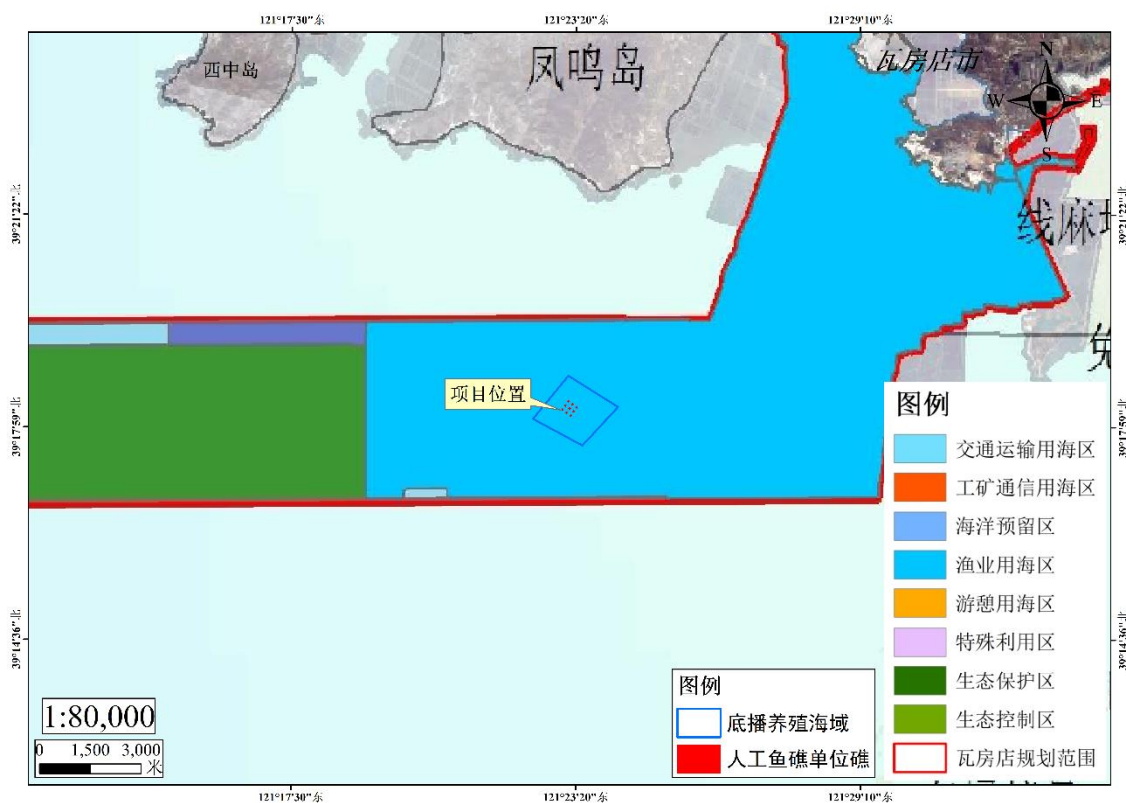 121°17'30"东
121°23'20"东
121°29'10"东
西中岛
凤鸣岛
瓦房店市
N
W
E
S
39°21'22"北
39°21'22"北
线麻
项目位置
39°17'59"北
39°17'59"北
图例
交通运输用海区
工矿通信用海区
海洋预留区
渔业用海区
游憩用海区
特殊利用区
生态保护区
生态控制区
瓦房店规划范围
39°14'36"北
39°14'36"北
图例
底播养殖海域
人工鱼礁单位礁
1:80,000
0 1,500 3,000
米
121°17'30"东
121°23'20"东
121°29'10"东